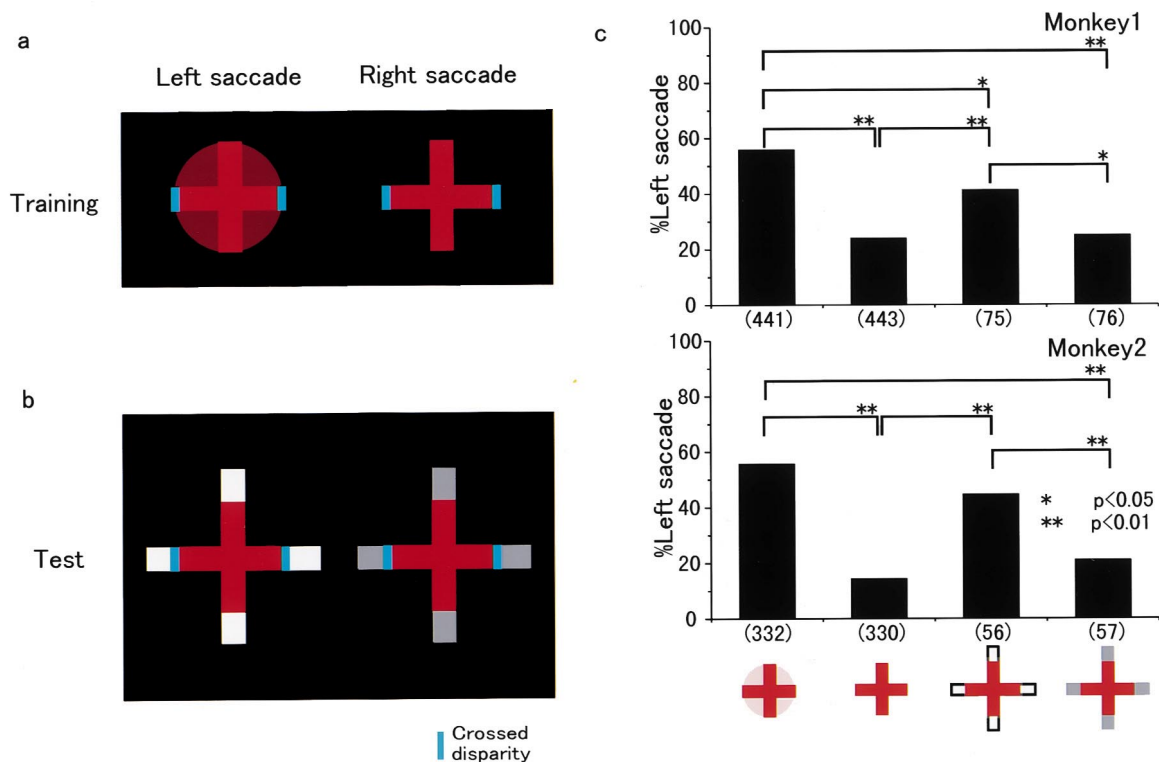 a
Left saccade
Right saccade
Training
b
Test
Crossed
disparity
c
Monkey1
%Left saccade
100
80
60
40
20
0
**
*
**
**
*
(441)
(443)
(75)
(76)
Monkey2
%Left saccade
100
80
60
40
20
0
**
**
**
**
* p<0.05
** p<0.01
(332)
(330)
(56)
(57)